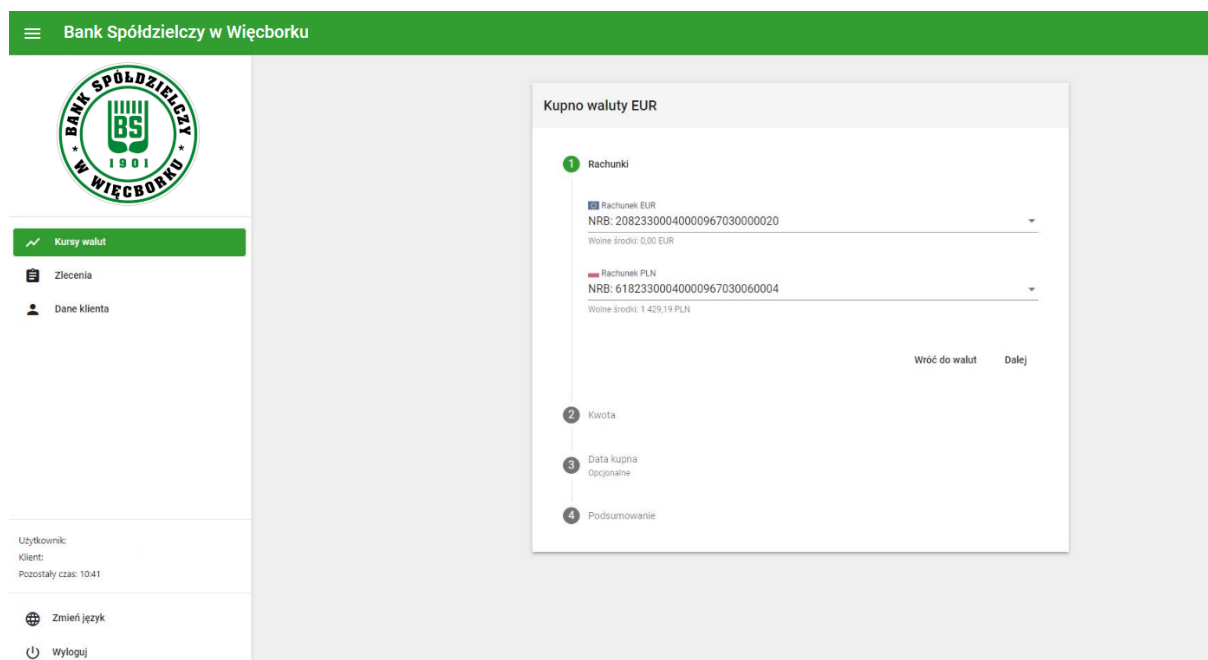 Bank Spółdzielczy w Więcborku
BANK SPÓŁDZIELCZY
BS
1901
* W WIĘCBORKU *
Kursy walut
Zlecenia
Dane klienta
Użytkownik:
Klient:
Pozostały czas: 10:41
Zmień język
Wyloguj
Kupno waluty EUR
1 Rachunki
Rachunek EUR
NRB: 20823300040000967030000020
Wolne środki: 0,00 EUR
Rachunek PLN
NRB: 61823300040000967030060004
Wolne środki: 1 429,19 PLN
Wróć do walut Dalej
2 Kwota
3 Data kupna
Opcjonalne
4 Podsumowanie